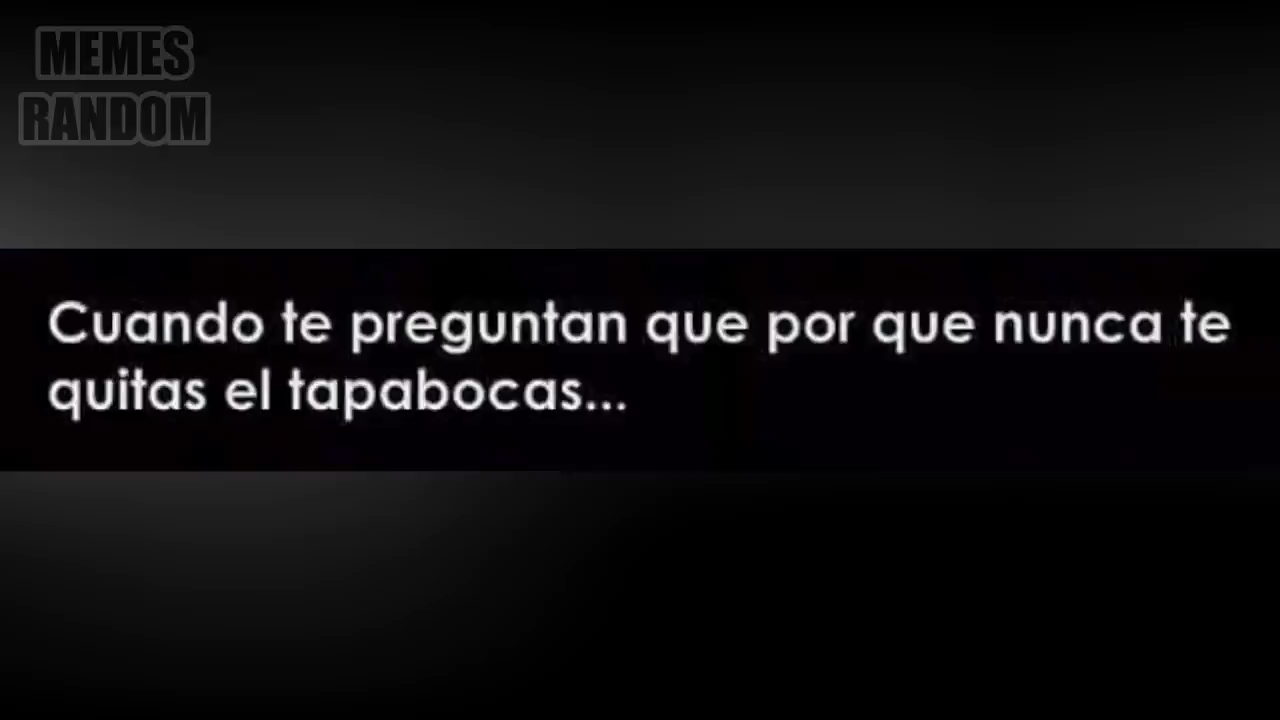 MEMES
RANDOM
Cuando te preguntan que por que nunca te
quitas el tapabocas...